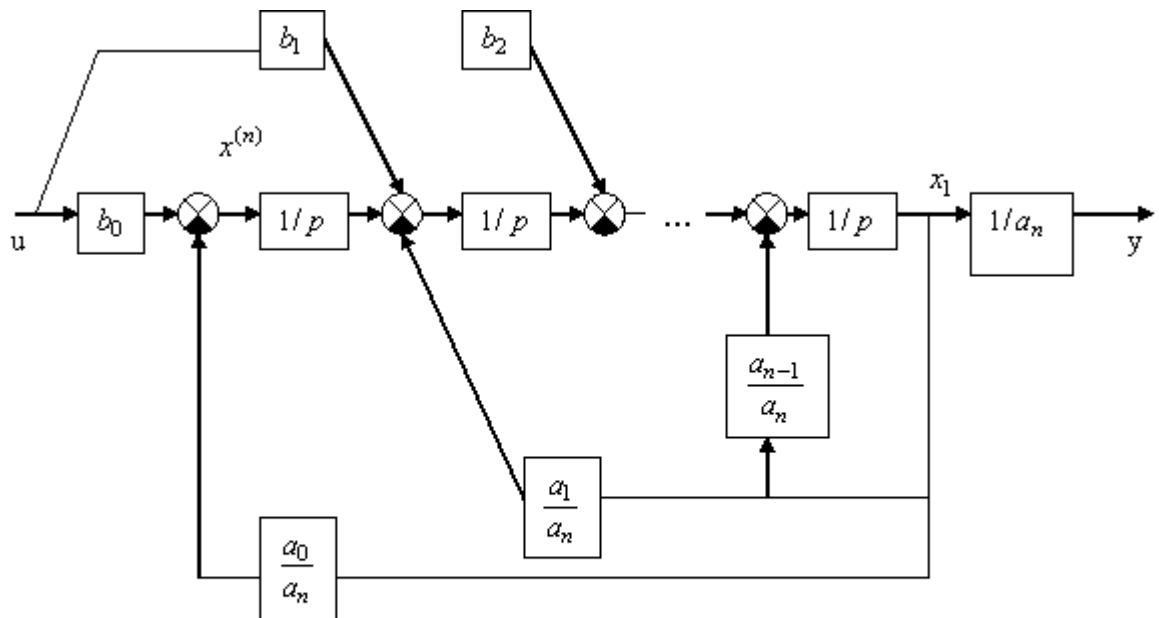 b₁
b₂
x⁽ⁿ⁾
x₁
u
b₀
1/p
1/p
...
1/p
1/aₙ
y
aₙ₋₁
aₙ
a₁
aₙ
a₀
aₙ